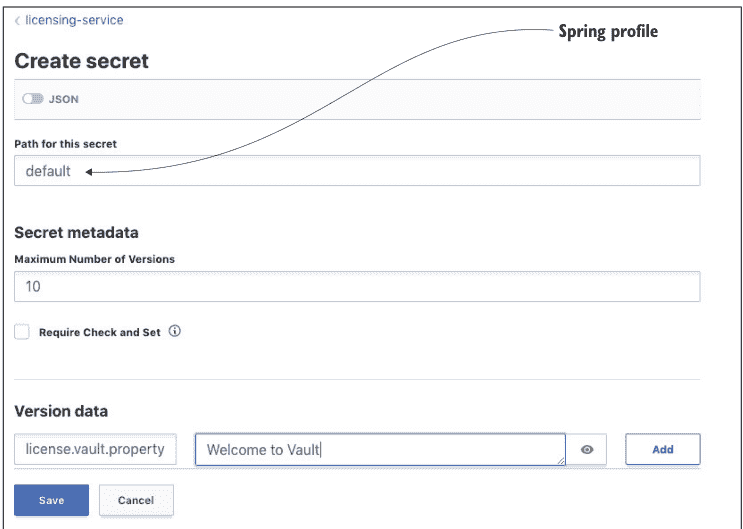 ‹ licensing-service
Spring profile
Create secret
JSON
Path for this secret
default
Secret metadata
Maximum Number of Versions
10
Require Check and Set
Version data
license.vault.property Welcome to Vault Add
Save Cancel